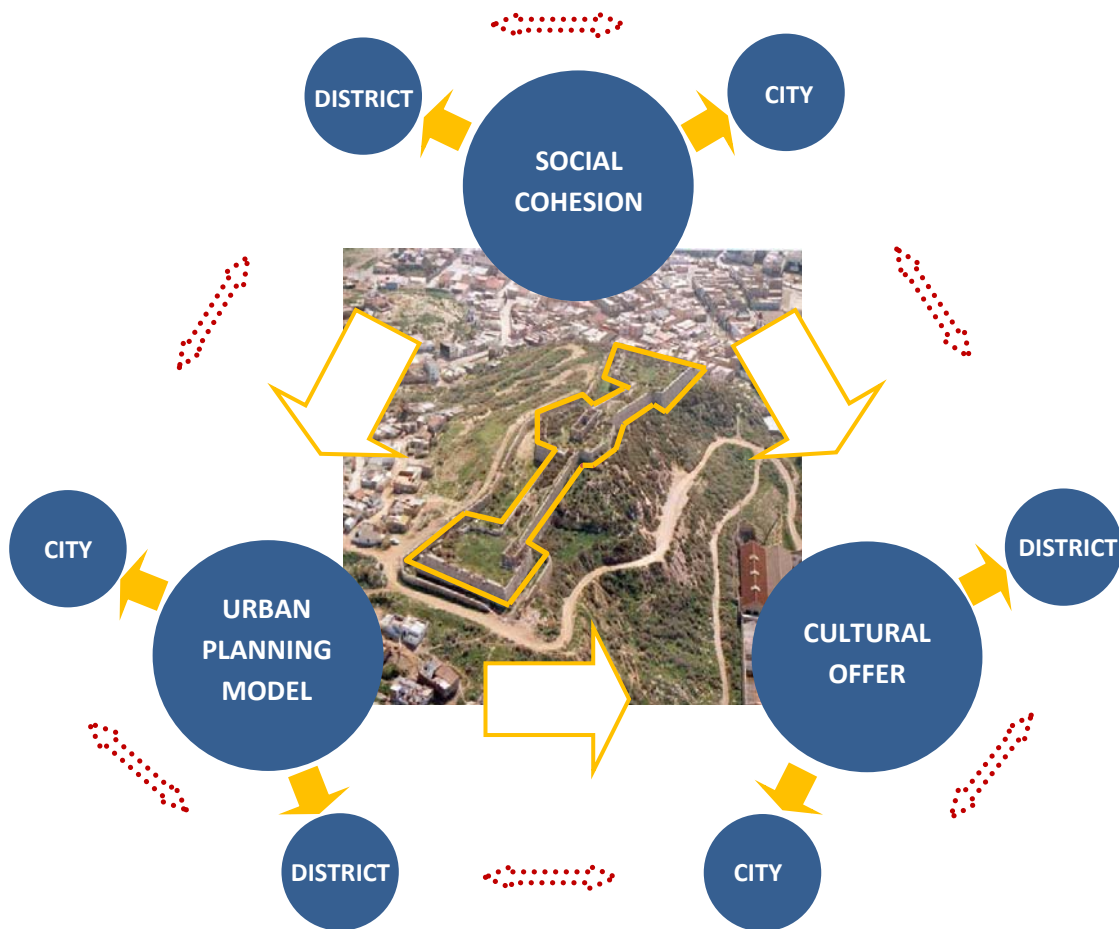 DISTRICT
CITY
SOCIAL
COHESION
CITY
DISTRICT
URBAN
PLANNING
MODEL
CULTURAL
OFFER
DISTRICT
CITY